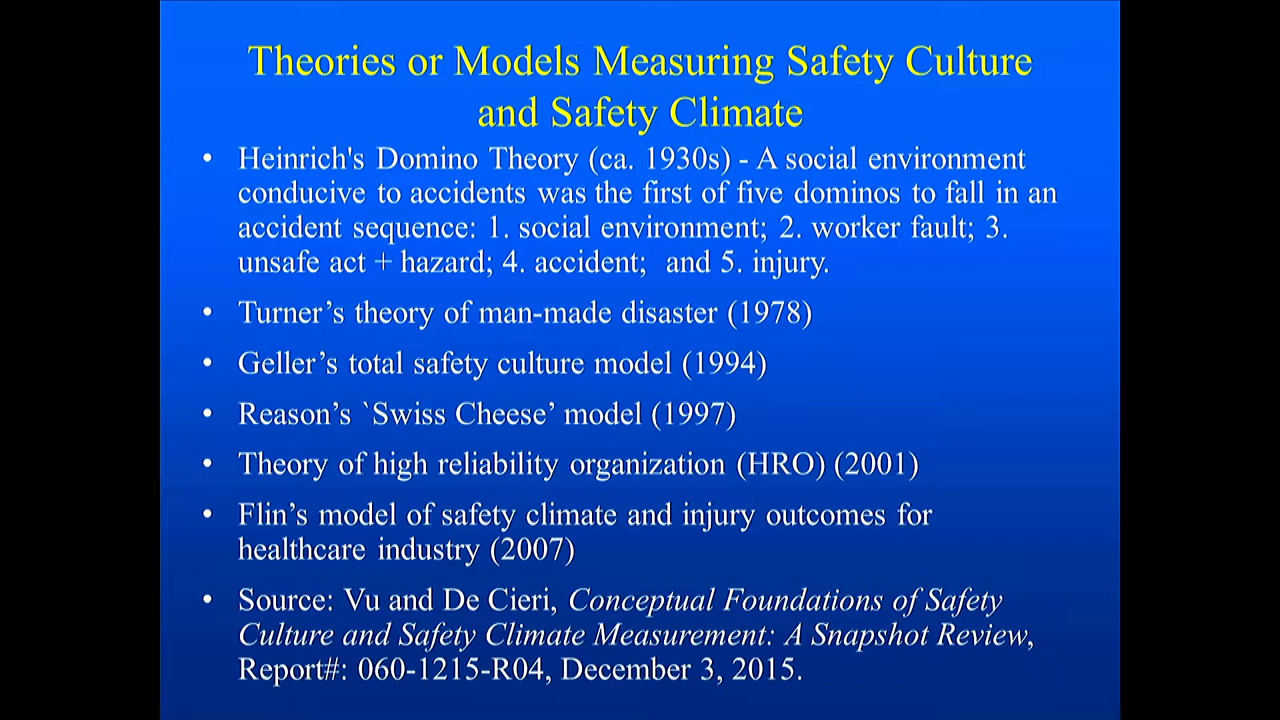 Theories or Models Measuring Safety Culture
and Safety Climate
• Heinrich's Domino Theory (ca. 1930s) - A social environment
conducive to accidents was the first of five dominos to fall in an
accident sequence: 1. social environment; 2. worker fault; 3.
unsafe act + hazard; 4. accident;  and 5. injury.
• Turner’s theory of man-made disaster (1978)
• Geller’s total safety culture model (1994)
• Reason’s `Swiss Cheese’ model (1997)
• Theory of high reliability organization (HRO) (2001)
• Flin’s model of safety climate and injury outcomes for
healthcare industry (2007)
• Source: Vu and De Cieri, Conceptual Foundations of Safety
Culture and Safety Climate Measurement: A Snapshot Review,
Report#: 060-1215-R04, December 3, 2015.